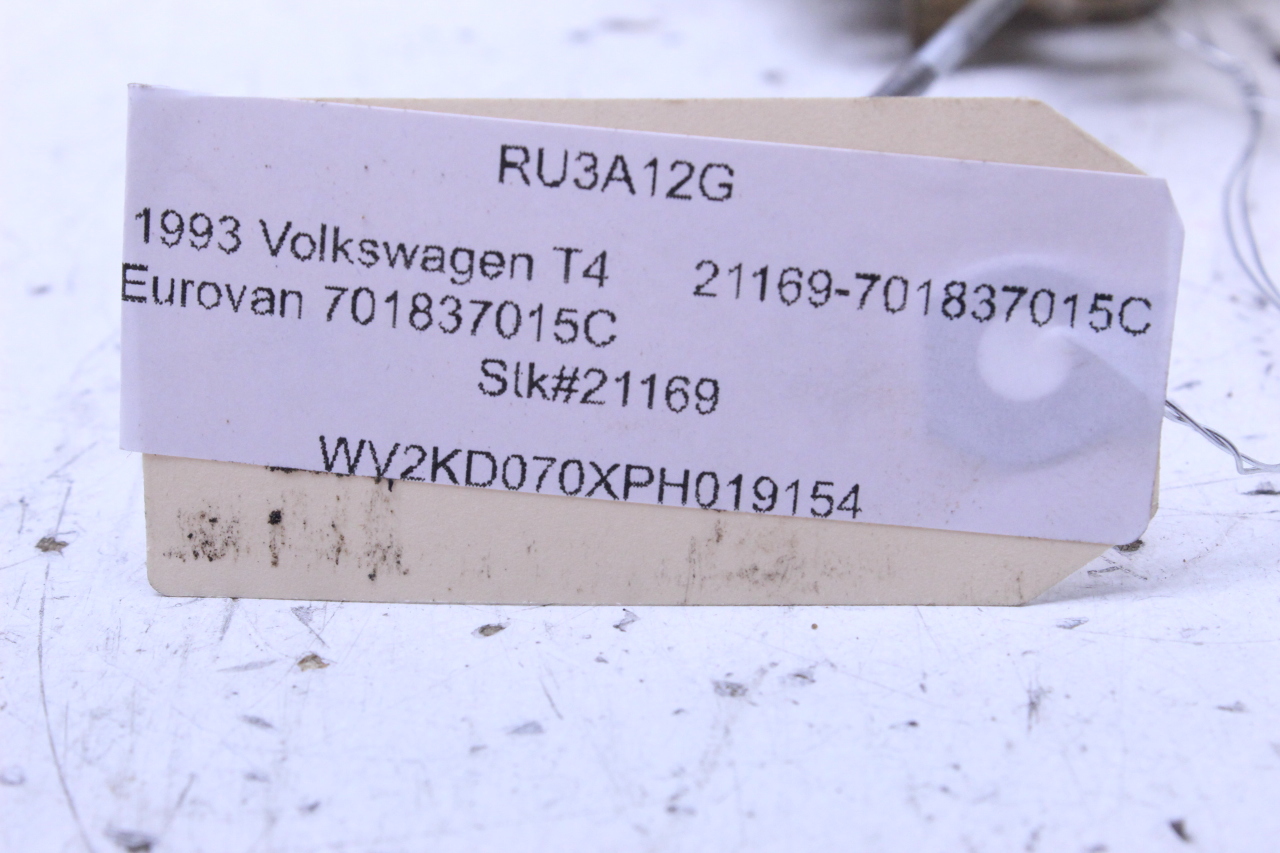 RU3A12G
1993 Volkswagen T4
Eurovan 701837015C
21169-701837015C
Stk#21169
WV2KD070XPH019154